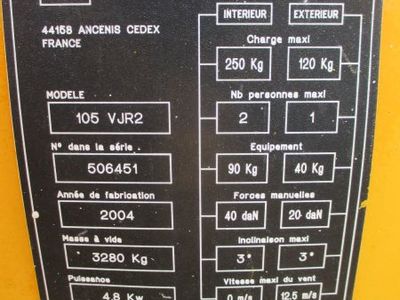 44158 ANCENIS CEDEX
FRANCE
MODELE
105 VJR2
N° dans la série
506451
Année de fabrication
2004
Masse à vide
3280 Kg
Puissance
4,8 Kw
INTERIEUR EXTERIEUR
Charge maxi
250 Kg 120 Kg
Nb personnes maxi
2 1
Equipement
90 Kg 40 Kg
Forces manuelles
40 daN 20 daN
Inclinaison maxi
3° 3°
Vitesse maxi du vent
0 m/s 12.5 m/s